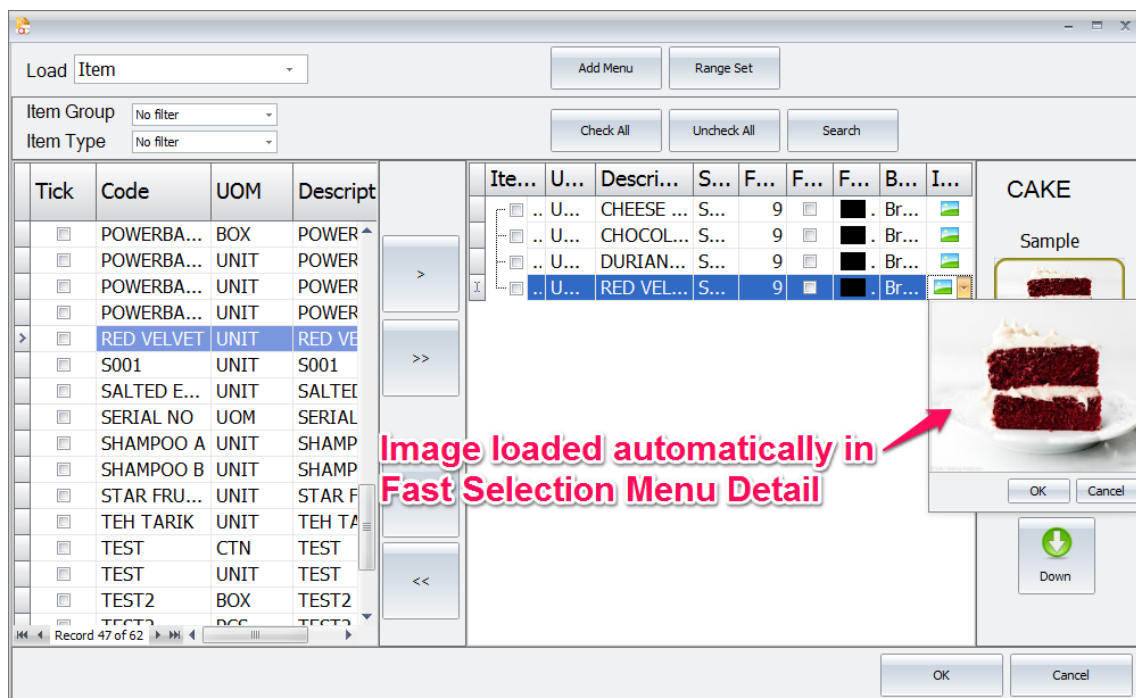 Load Item
Add Menu
Range Set
Item Group No filter
Item Type No filter
Check All
Uncheck All
Search
Tick Code UOM Descript
POWERBA... BOX POWER
POWERBA... UNIT POWER
POWERBA... UNIT POWER
POWERBA... UNIT POWER
RED VELVET UNIT RED VE
S001 UNIT S001
SALTED E... UNIT SALTED
SERIAL NO UOM SERIAL
SHAMPOO A UNIT SHAMP
SHAMPOO B UNIT SHAMP
STAR FRU... UNIT STAR F
TEH TARIK UNIT TEH TA
TEST CTN TEST
TEST UNIT TEST
TEST2 BOX TEST2
TEST2 PCS TEST2
Record 47 of 62
>
>>
<<
Ite... U... Descri... S... F... F... F... B... I...
.. U... CHEESE ... S... 9 . Br...
.. U... CHOCOL... S... 9 . Br...
.. U... DURIAN... S... 9 . Br...
.. U... RED VEL... S... 9 . Br...
CAKE
Sample
Image loaded automatically in
Fast Selection Menu Detail
OK Cancel
Down
OK Cancel